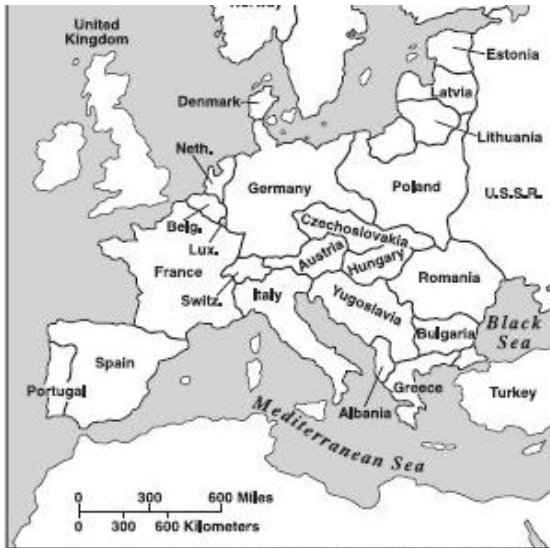 Norway
United
Kingdom
Estonia
Latvia
Denmark
Lithuania
Neth.
Germany
Poland
U.S.S.R.
Belg.
Czechoslovakia
Lux.
Austria
Hungary
France
Romania
Switz.
Italy
Yugoslavia
Black
Sea
Bulgaria
Spain
Portugal
Greece
Turkey
Albania
Mediterranean Sea
0 300 600 Miles
0 300 600 Kilometers